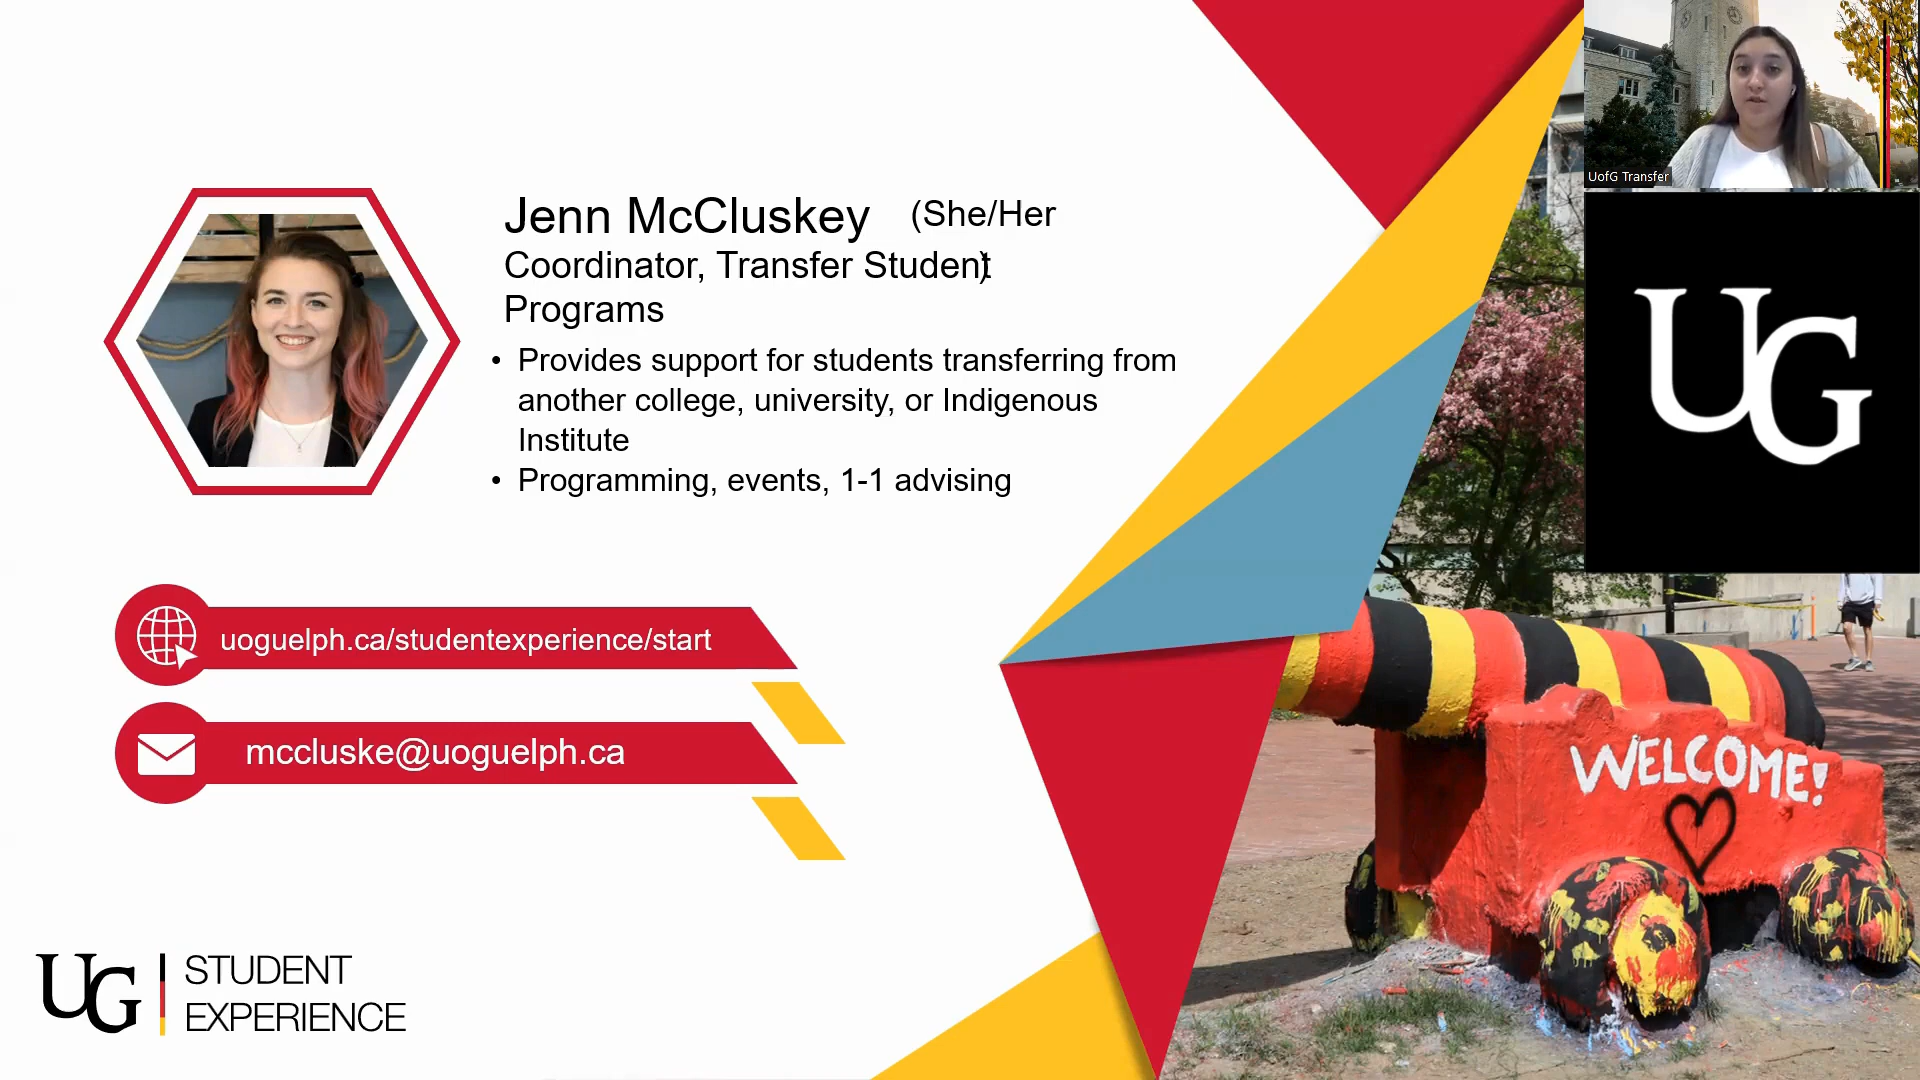 UofG Transfer
Jenn McCluskey (She/Her
)
Coordinator, Transfer Student
Programs
• Provides support for students transferring from
another college, university, or Indigenous
Institute
• Programming, events, 1-1 advising
UG
uoguelph.ca/studentexperience/start
mccluske@uoguelph.ca
WELCOME!
UG STUDENT
EXPERIENCE